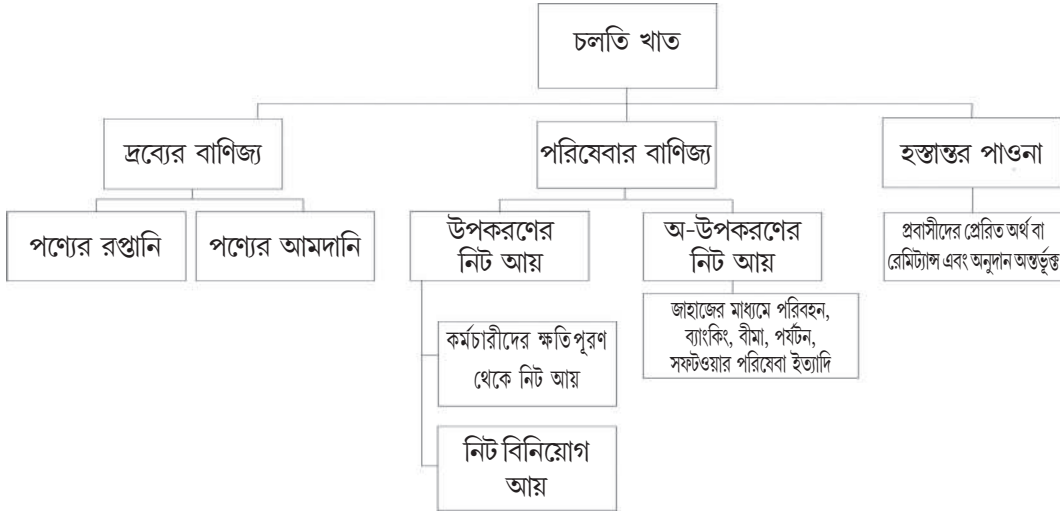 চলতি খাত
দ্রব্যের বাণিজ্য
পরিষেবার বাণিজ্য
হস্তান্তর পাওনা
পণ্যের রপ্তানি
পণ্যের আমদানি
উপকরণের
নিট আয়
অ-উপকরণের
নিট আয়
প্রবাসীদের প্রেরিত অর্থ বা
রেমিট্যান্স এবং অনুদান অন্তর্ভূক্ত
কর্মচারীদের ক্ষতিপূরণ
থেকে নিট আয়
জাহাজের মাধ্যমে পরিবহন,
ব্যাংকিং, বীমা, পর্যটন,
সফটওয়ার পরিষেবা ইত্যাদি
নিট বিনিয়োগ
আয়